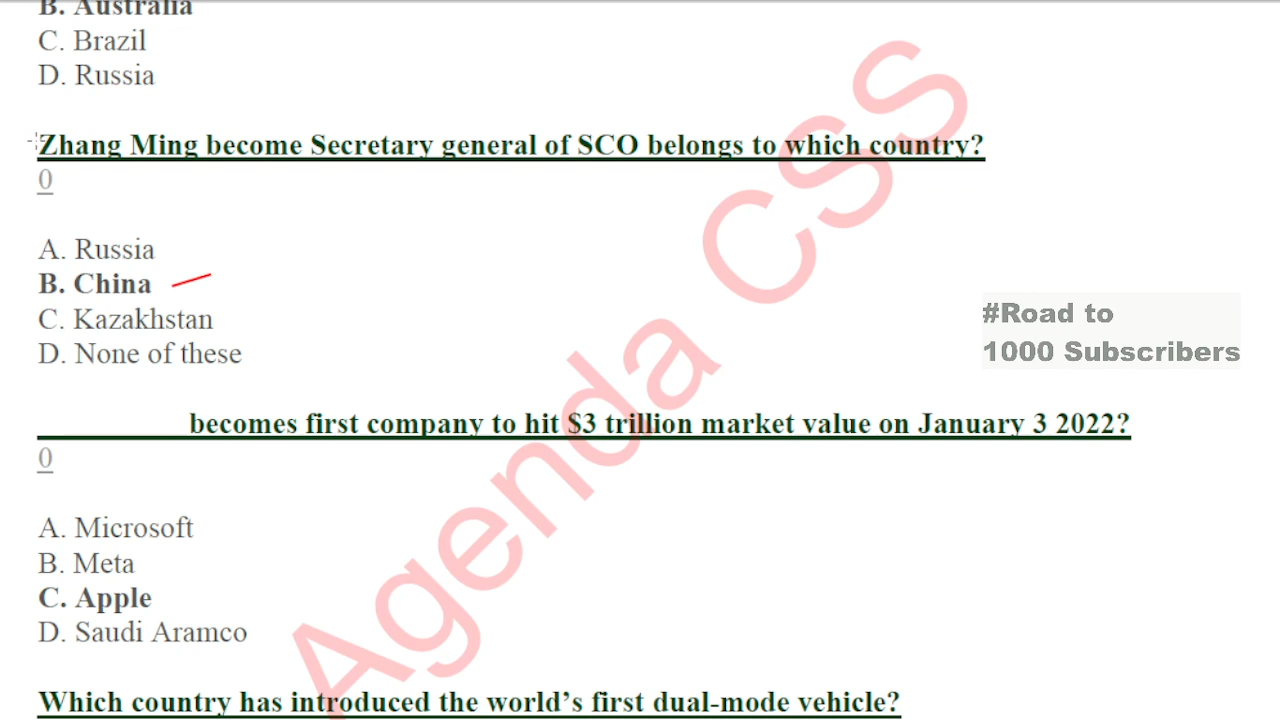 B. Australia
C. Brazil
D. Russia
Zhang Ming become Secretary general of SCO belongs to which country?
0
A. Russia
B. China
C. Kazakhstan
D. None of these
#Road to
1000 Subscribers
__________ becomes first company to hit $3 trillion market value on January 3 2022?
0
A. Microsoft
B. Meta
C. Apple
D. Saudi Aramco
Which country has introduced the world’s first dual-mode vehicle?
Agenda CSS